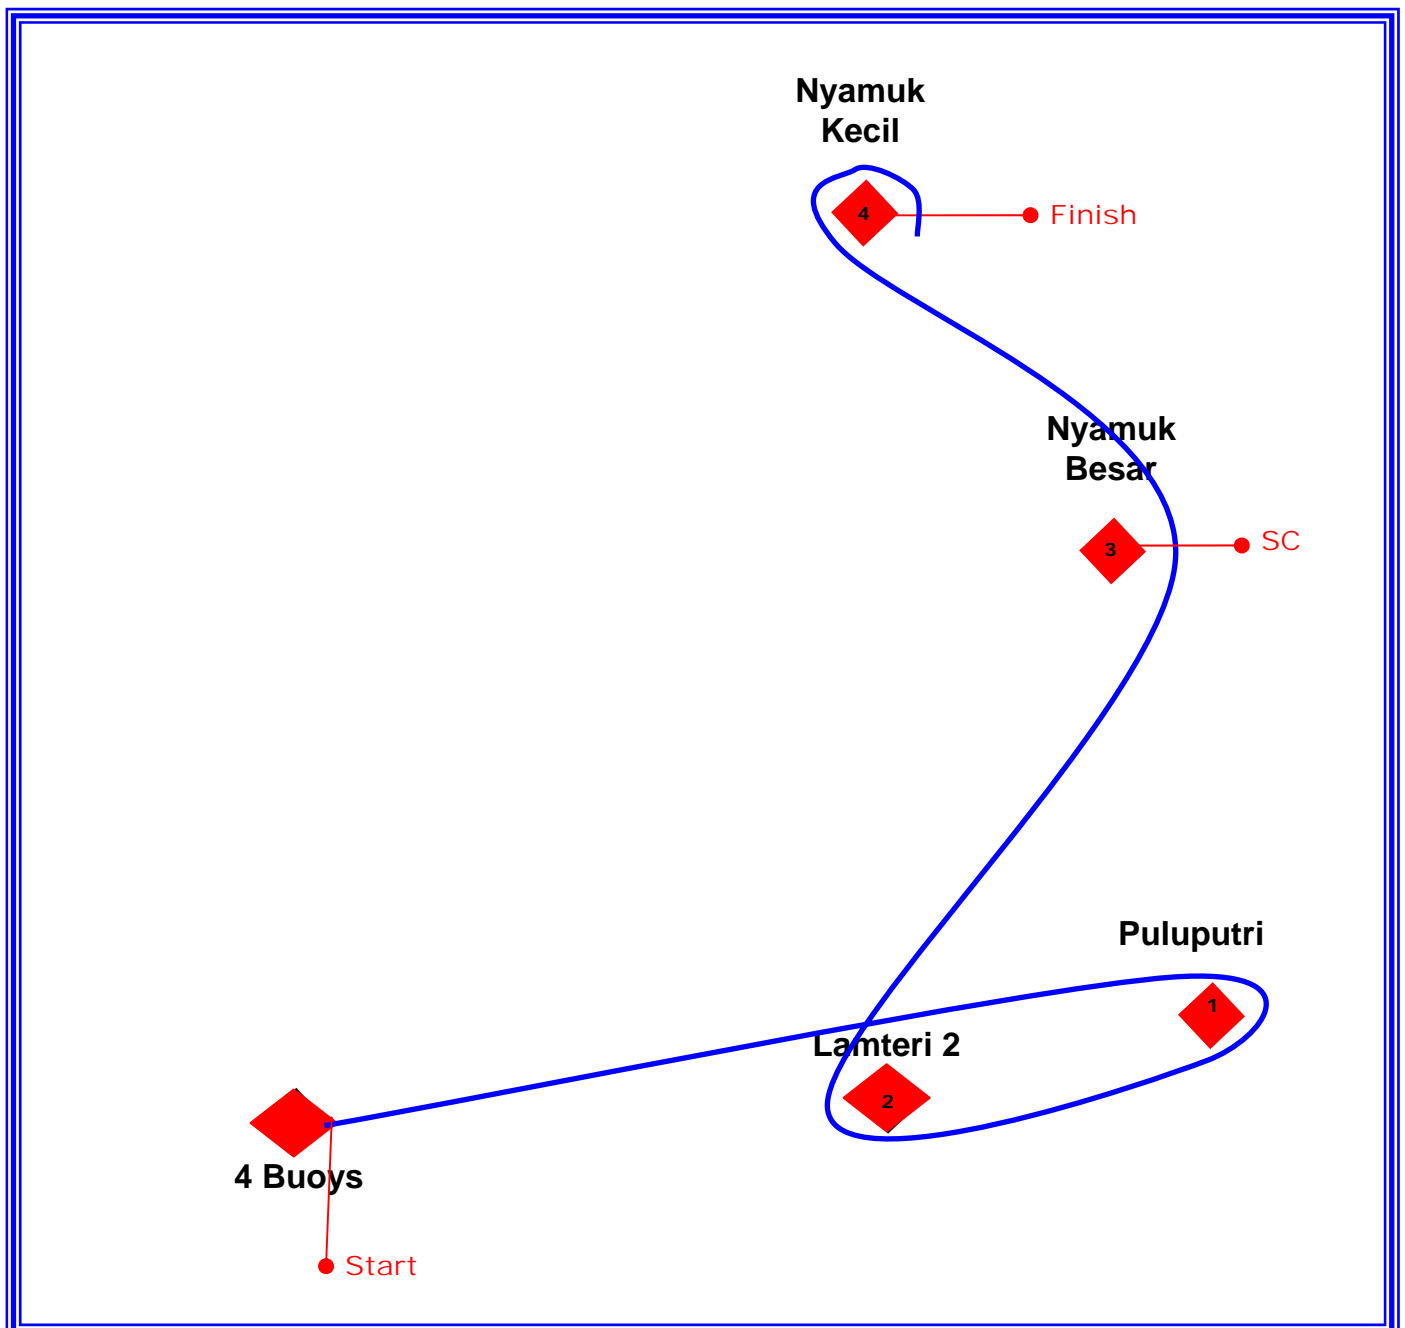 Nyamuk
Kecil
4
Finish
Nyamuk
Besar
3
SC
Puluputri
1
Lamteri 2
2
4 Buoys
Start